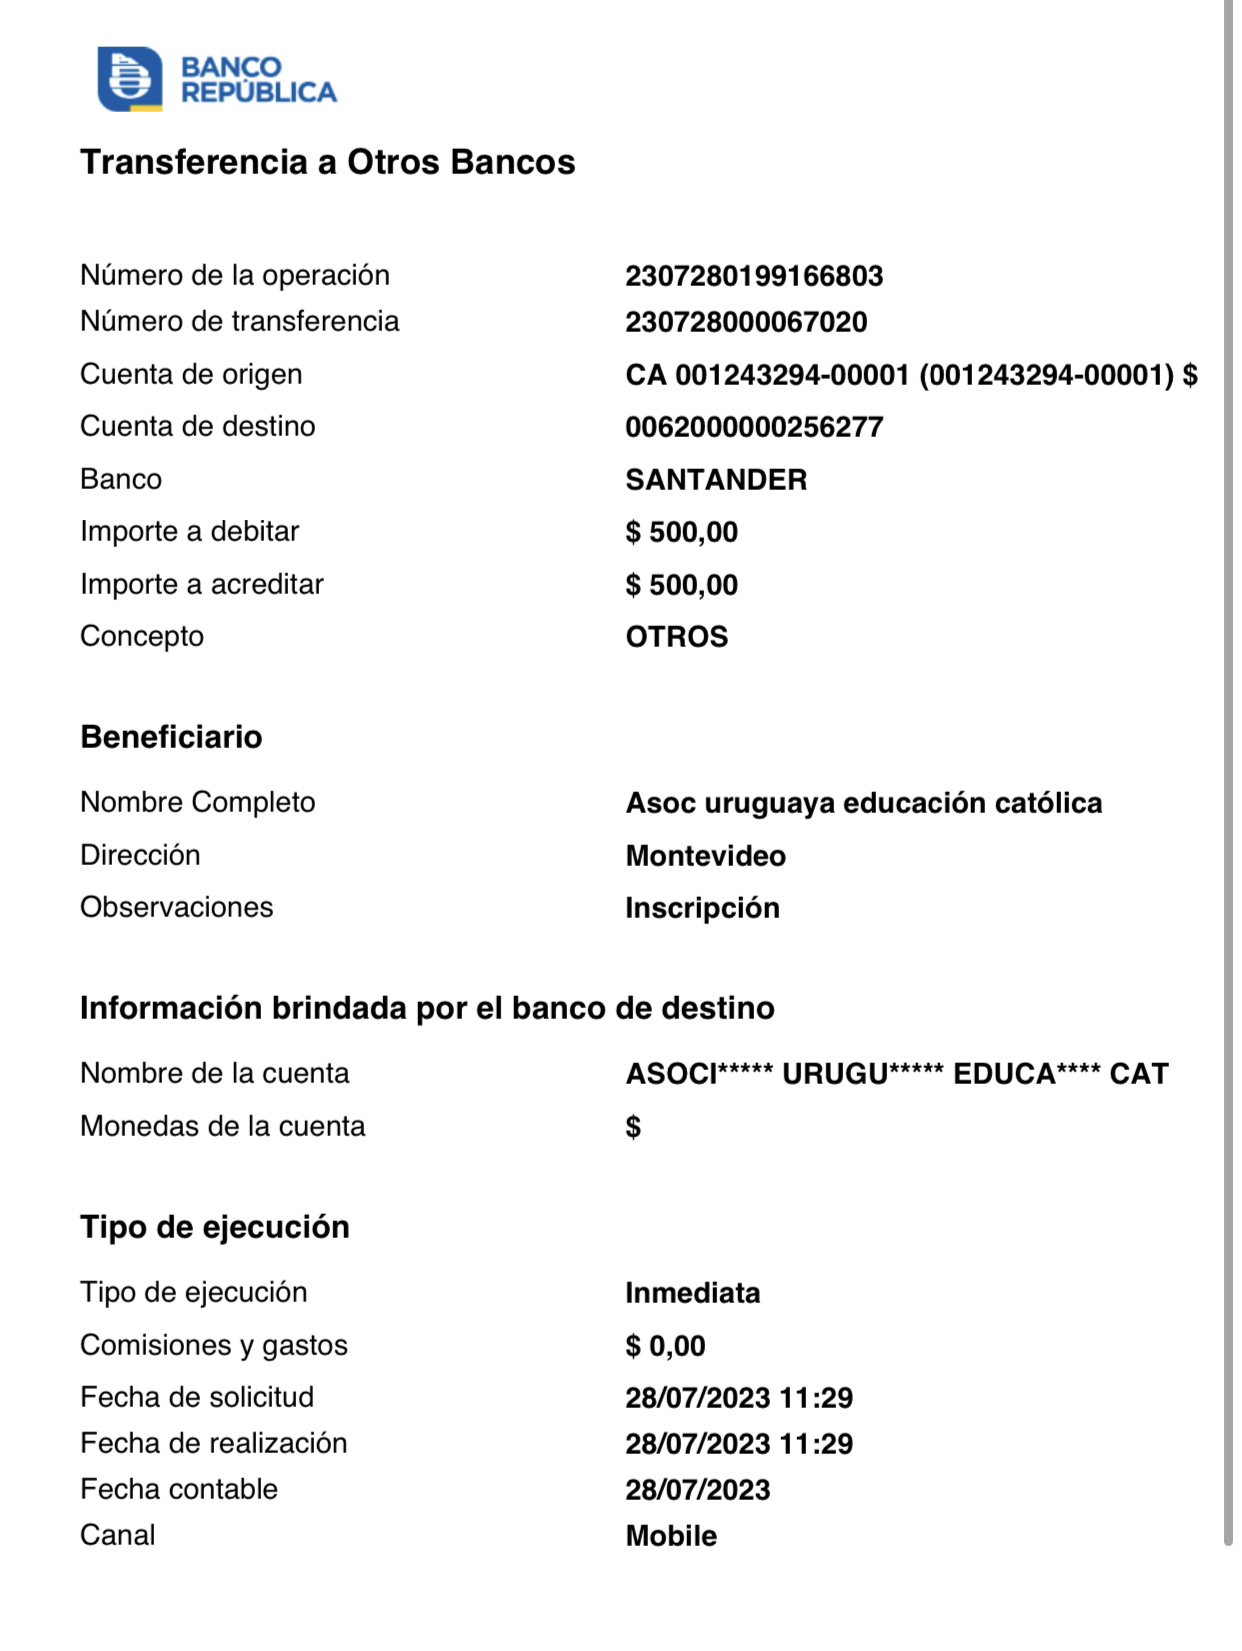 BANCO
REPÚBLICA
Transferencia a Otros Bancos
Número de la operación 2307280199166803
Número de transferencia 230728000067020
Cuenta de origen CA 001243294-00001 (001243294-00001) $
Cuenta de destino 0062000000256277
Banco SANTANDER
Importe a debitar $ 500,00
Importe a acreditar $ 500,00
Concepto OTROS
Beneficiario
Nombre Completo Asoc uruguaya educación católica
Dirección Montevideo
Observaciones Inscripción
Información brindada por el banco de destino
Nombre de la cuenta ASOCI***** URUGU***** EDUCA**** CAT
Monedas de la cuenta $
Tipo de ejecución
Tipo de ejecución Inmediata
Comisiones y gastos $ 0,00
Fecha de solicitud 28/07/2023 11:29
Fecha de realización 28/07/2023 11:29
Fecha contable 28/07/2023
Canal Mobile